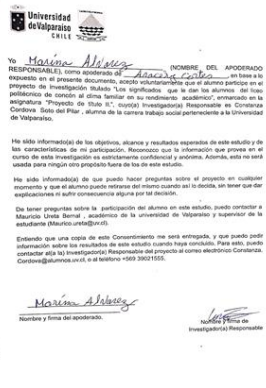 Universidad
de Valparaíso
CHILE
Yo Marina Alvarez (NOMBRE DEL APODERADO
RESPONSABLE), como apoderado de Aracely Cortes en base a lo
expuesto en el presente documento, acepto voluntariamente que el alumno participe en el
proyecto de investigación titulado "Los significados que le dan los alumnos del liceo
politécnico de concón al clima familiar en su rendimiento académico", enmarcado en la
asignatura "Proyecto de título II.", cuyo(a) Investigador(a) Responsable es Constanza
Cordova Soto del Pilar , alumna de la carrera trabajo social perteneciente a la Universidad
de Valparaíso.
He sido informado(a) de los objetivos, alcance y resultados esperados de este estudio y de
las características de mi participación. Reconozco que la información que provea en el
curso de esta investigación es estrictamente confidencial y anónima. Además, esta no será
usada para ningún otro propósito fuera de los de este estudio.
He sido informado(a) de que puedo hacer preguntas sobre el proyecto en cualquier
momento y que el alumno puede retirarse del mismo cuando así lo decida, sin tener que dar
explicaciones ni sufrir consecuencia alguna por tal decisión.
De tener preguntas sobre la participación del alumno en este estudio, puedo contactar a
Mauricio Ureta Bernal , académico de la universidad de Valparaíso y supervisor de la
estudiante (Mauricio.ureta@uv.cl).
Entiendo que una copia de este Consentimiento me será entregada, y que puedo pedir
información sobre los resultados de este estudio cuando haya concluido. Para esto, puedo
contactar al(a la) Investigador(a) Responsable del proyecto al correo electrónico Constanza.
Cordova@alumnos.uv.cl, o al teléfono +569 39021555.
Marina Alvarez
Nombre y firma del apoderado.
Nombre y firma de
Investigador(a) Responsable